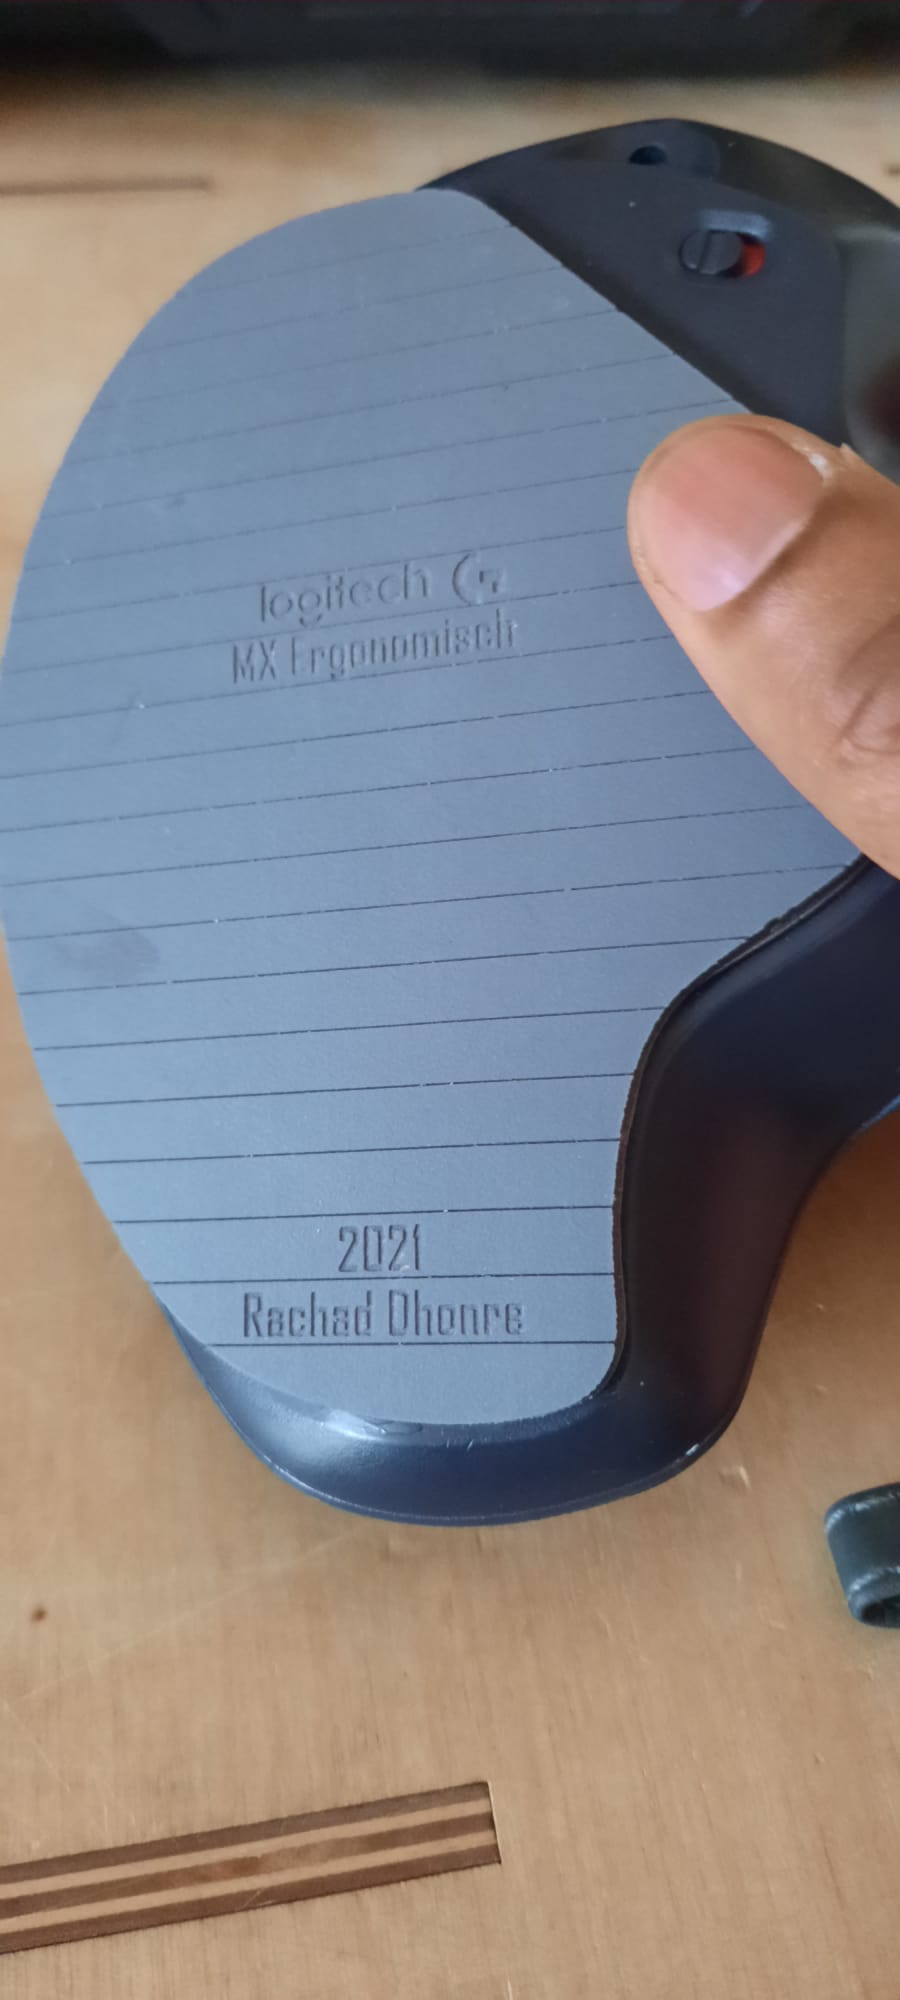 logitech G
MX Ergonomisch
2021
Rachad Dhonre